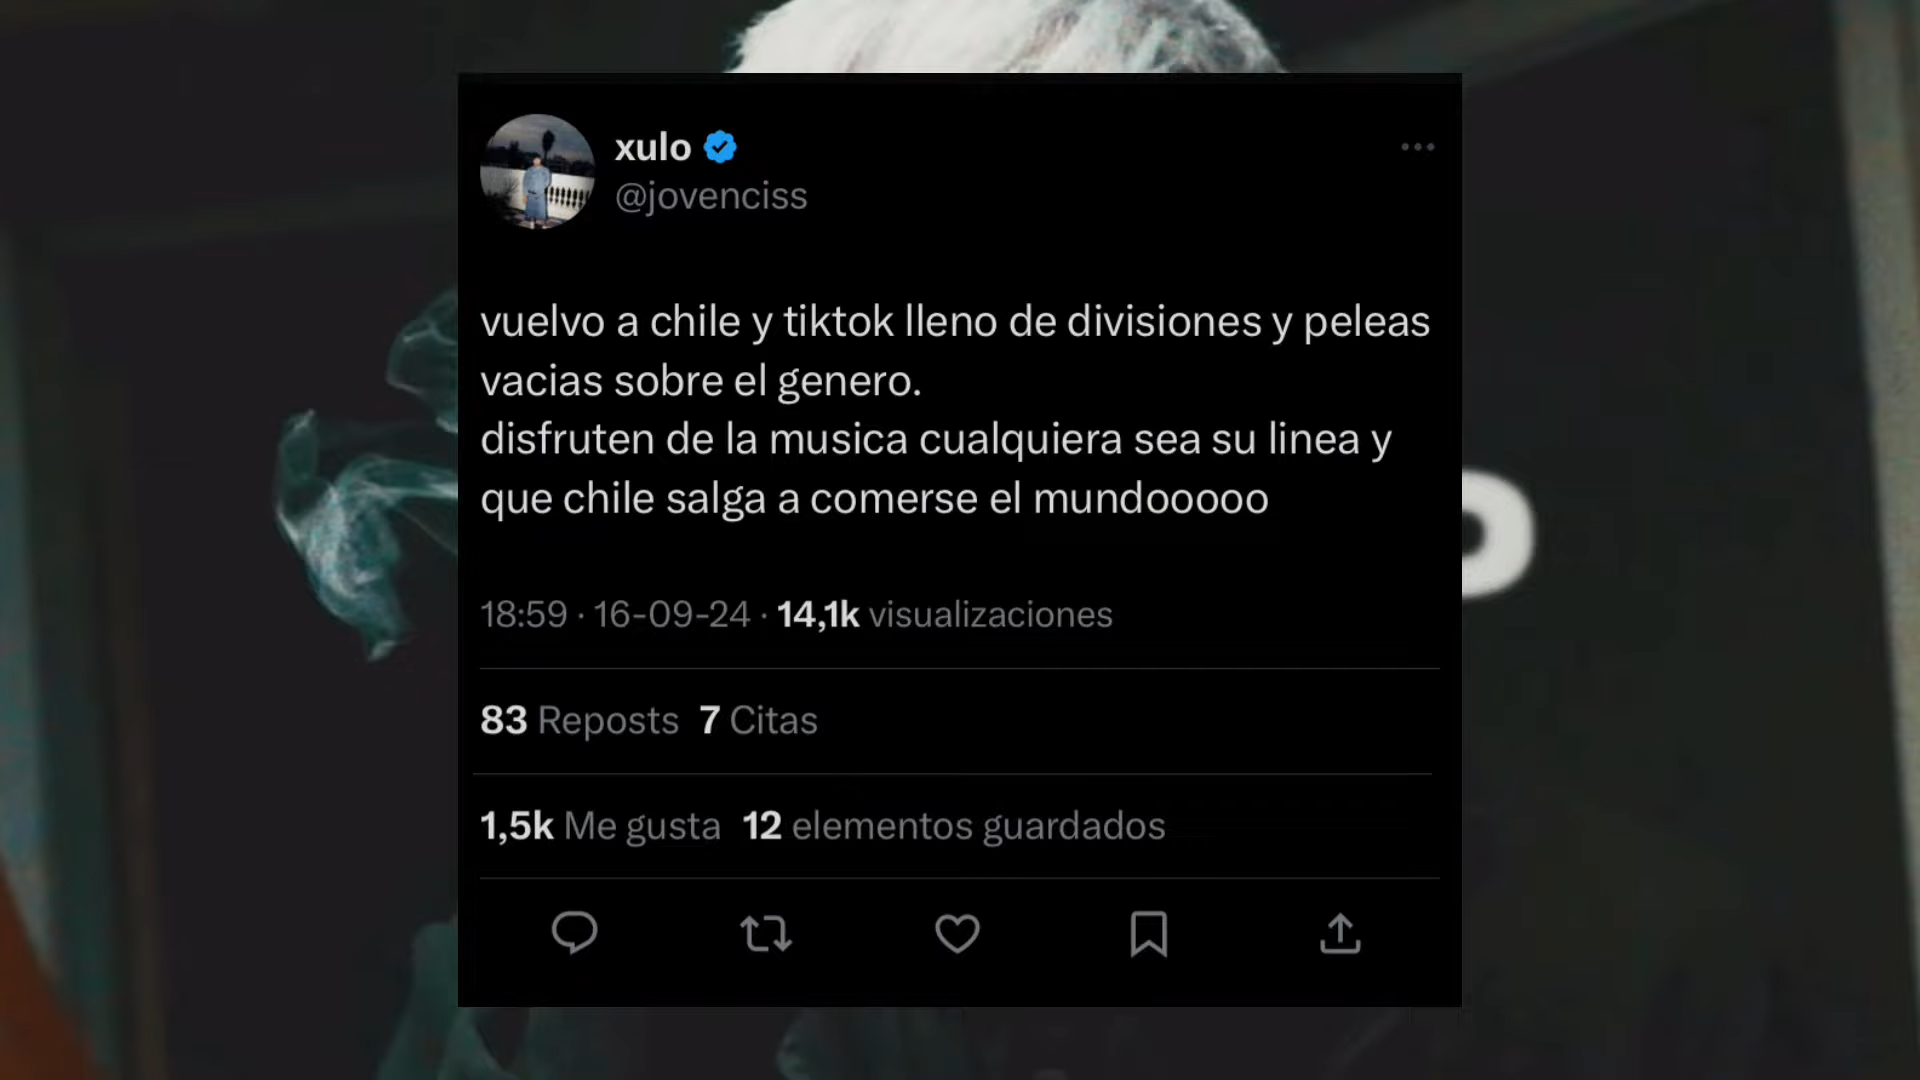 xulo
@jovenciss
vuelvo a chile y tiktok lleno de divisiones y peleas
vacias sobre el genero.
disfruten de la musica cualquiera sea su linea y
que chile salga a comerse el mundooooo
18:59 · 16-09-24 · 14,1k visualizaciones
83 Reposts 7 Citas
1,5k Me gusta 12 elementos guardados